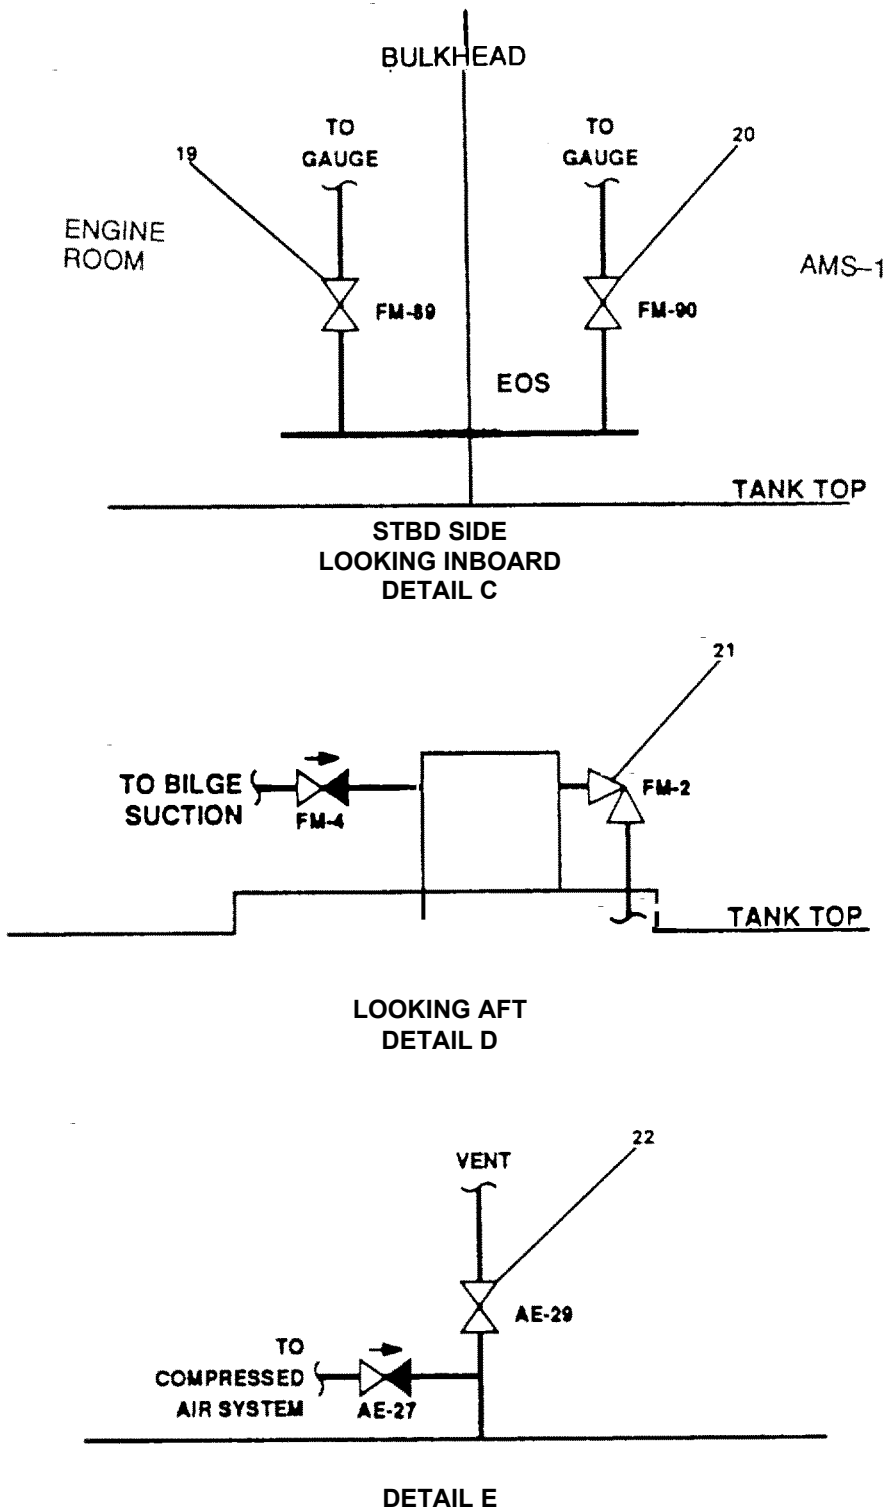 BULKHEAD
TO
GAUGE
TO
GAUGE
19
20
ENGINE
ROOM
AMS-1
FM-89
FM-90
EOS
TANK TOP
STBD SIDE
LOOKING INBOARD
DETAIL C
21
TO BILGE
SUCTION
FM-4
FM-2
TANK TOP
LOOKING AFT
DETAIL D
22
VENT
AE-29
TO
COMPRESSED
AIR SYSTEM
AE-27
DETAIL E